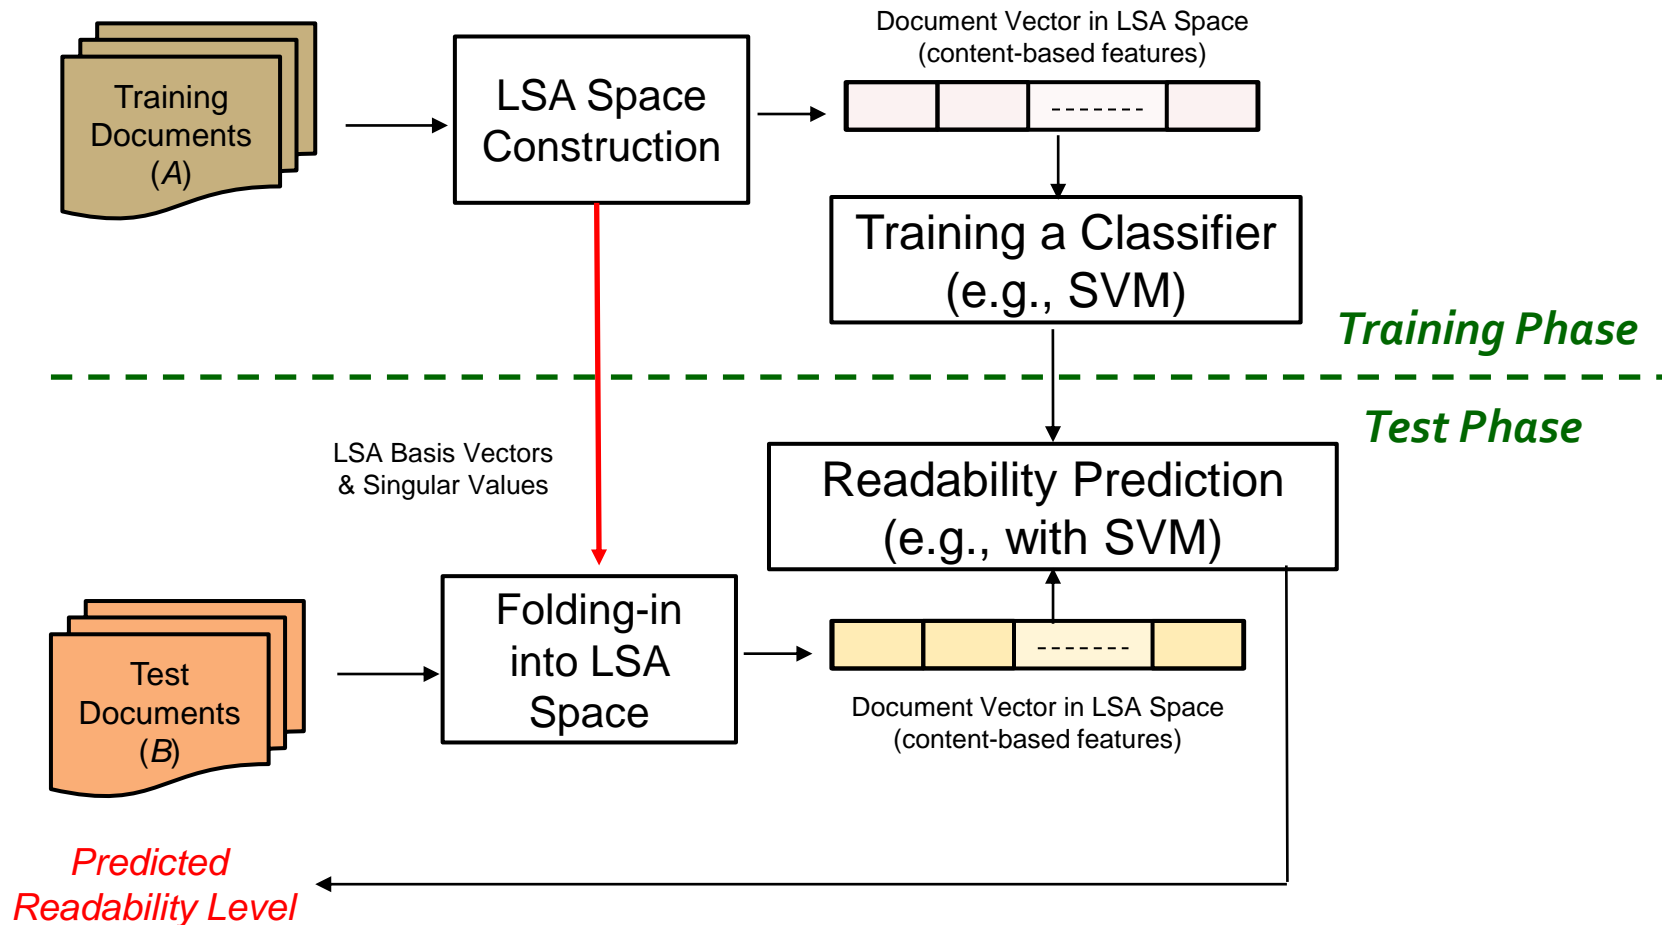 Document Vector in LSA Space
(content-based features)
Training
Documents
(A)
LSA Space
Construction
-------
Training a Classifier
(e.g., SVM)
Training Phase
Test Phase
LSA Basis Vectors
& Singular Values
Readability Prediction
(e.g., with SVM)
Test
Documents
(B)
Folding-in
into LSA
Space
-------
Document Vector in LSA Space
(content-based features)
Predicted
Readability Level